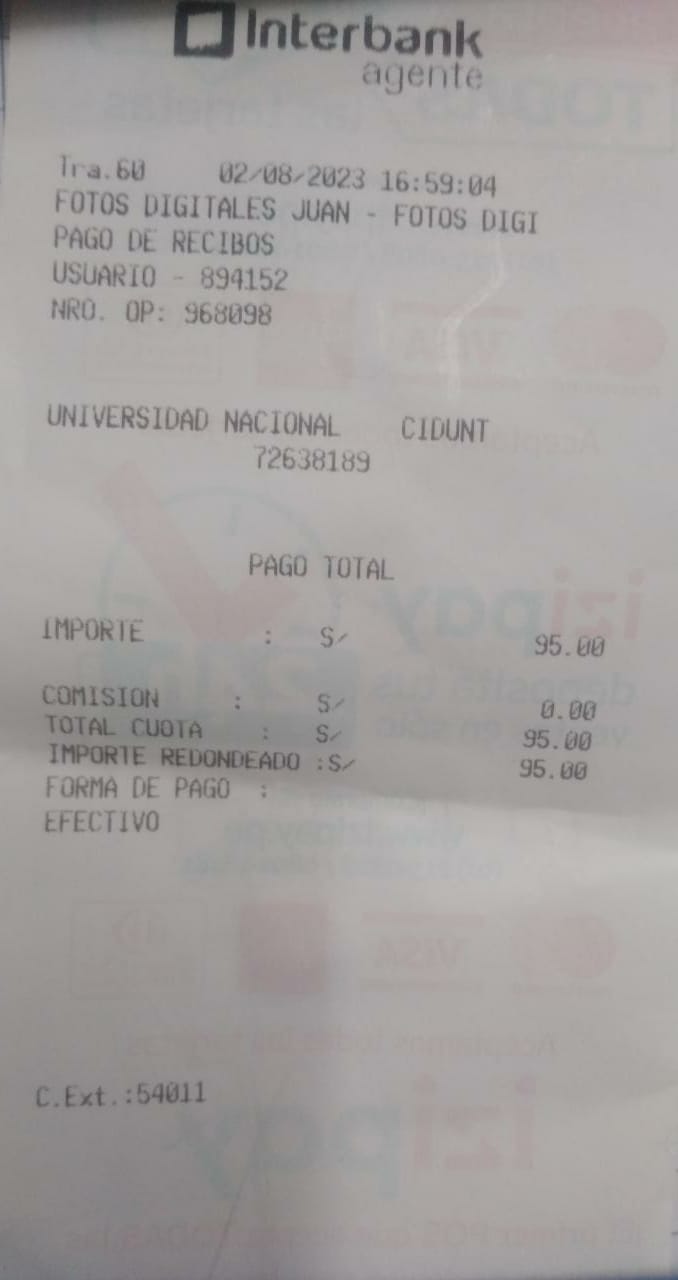 Interbank
agente
Tra.60 02/08/2023 16:59:04
FOTOS DIGITALES JUAN - FOTOS DIGI
PAGO DE RECIBOS
USUARIO - 894152
NRO. OP: 968098
UNIVERSIDAD NACIONAL CIDUNT
72638189
PAGO TOTAL
IMPORTE : S/ 95.00
COMISION : S/ 0.00
TOTAL CUOTA : S/ 95.00
IMPORTE REDONDEADO :S/ 95.00
FORMA DE PAGO :
EFECTIVO
C.Ext.:54011